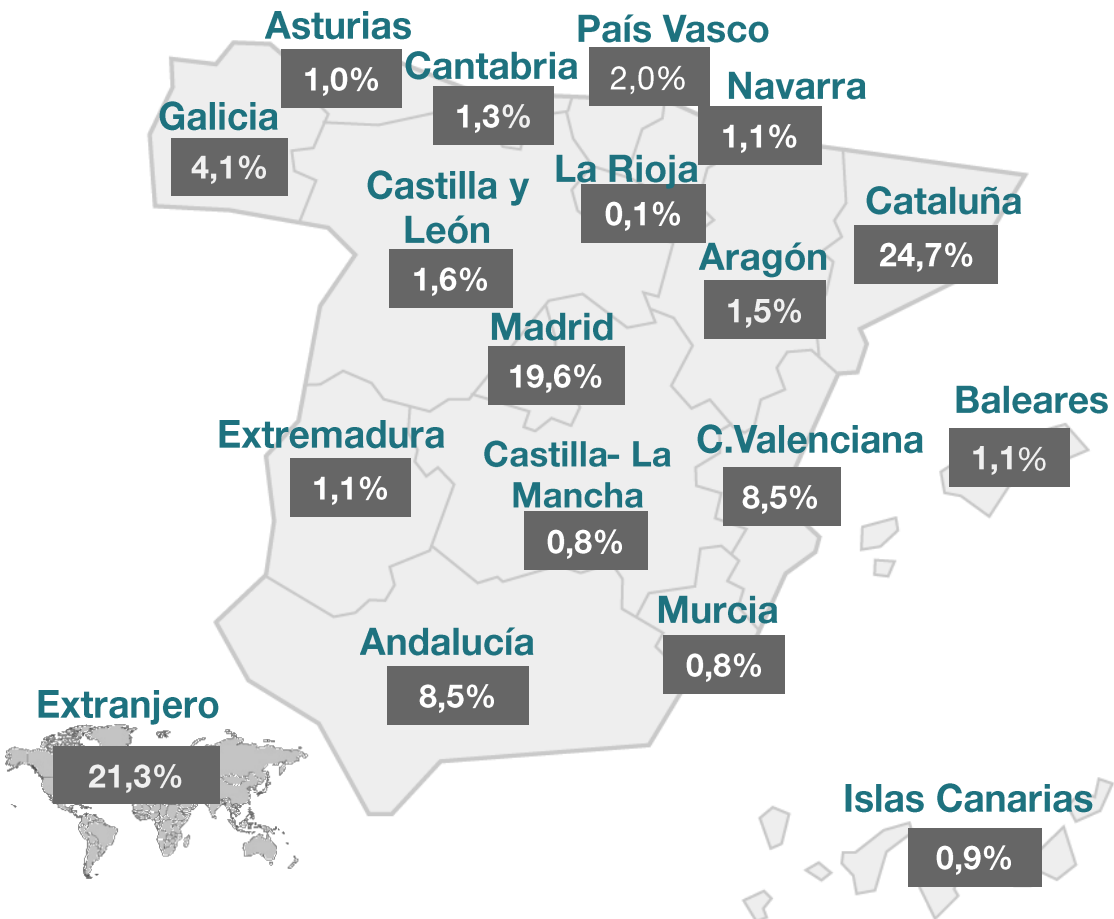 Asturias
1,0%
País Vasco
2,0%
Cantabria
1,3%
Navarra
1,1%
Galicia
4,1%
La Rioja
0,1%
Castilla y
León
1,6%
Cataluña
24,7%
Aragón
1,5%
Madrid
19,6%
Baleares
1,1%
Extremadura
1,1%
C.Valenciana
8,5%
Castilla- La
Mancha
0,8%
Murcia
0,8%
Andalucía
8,5%
Extranjero
21,3%
Islas Canarias
0,9%